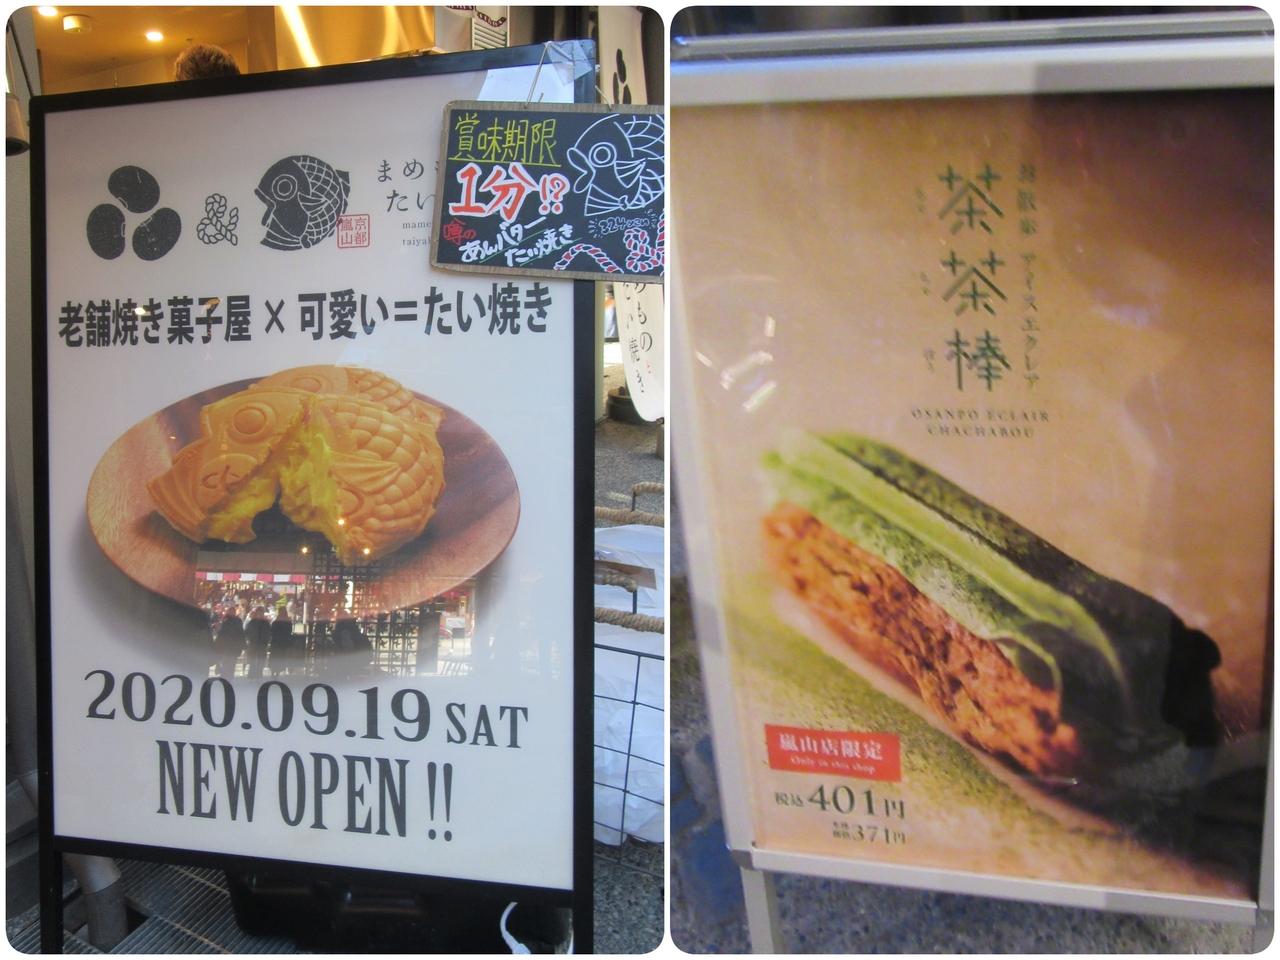 まめ
たい
mame
taiya
京都
嵐山
賞味期限
1分!?
噂の
あんバター
たい焼き
老舗焼き菓子屋×可愛い=たい焼き
2020.09.19 SAT
NEW OPEN!!
お散歩 アイスエクレア
茶茶棒
OSANPO ECLAIR
CHACHABOU
嵐山店限定
Only in this shop
税込401円
本体価格371円